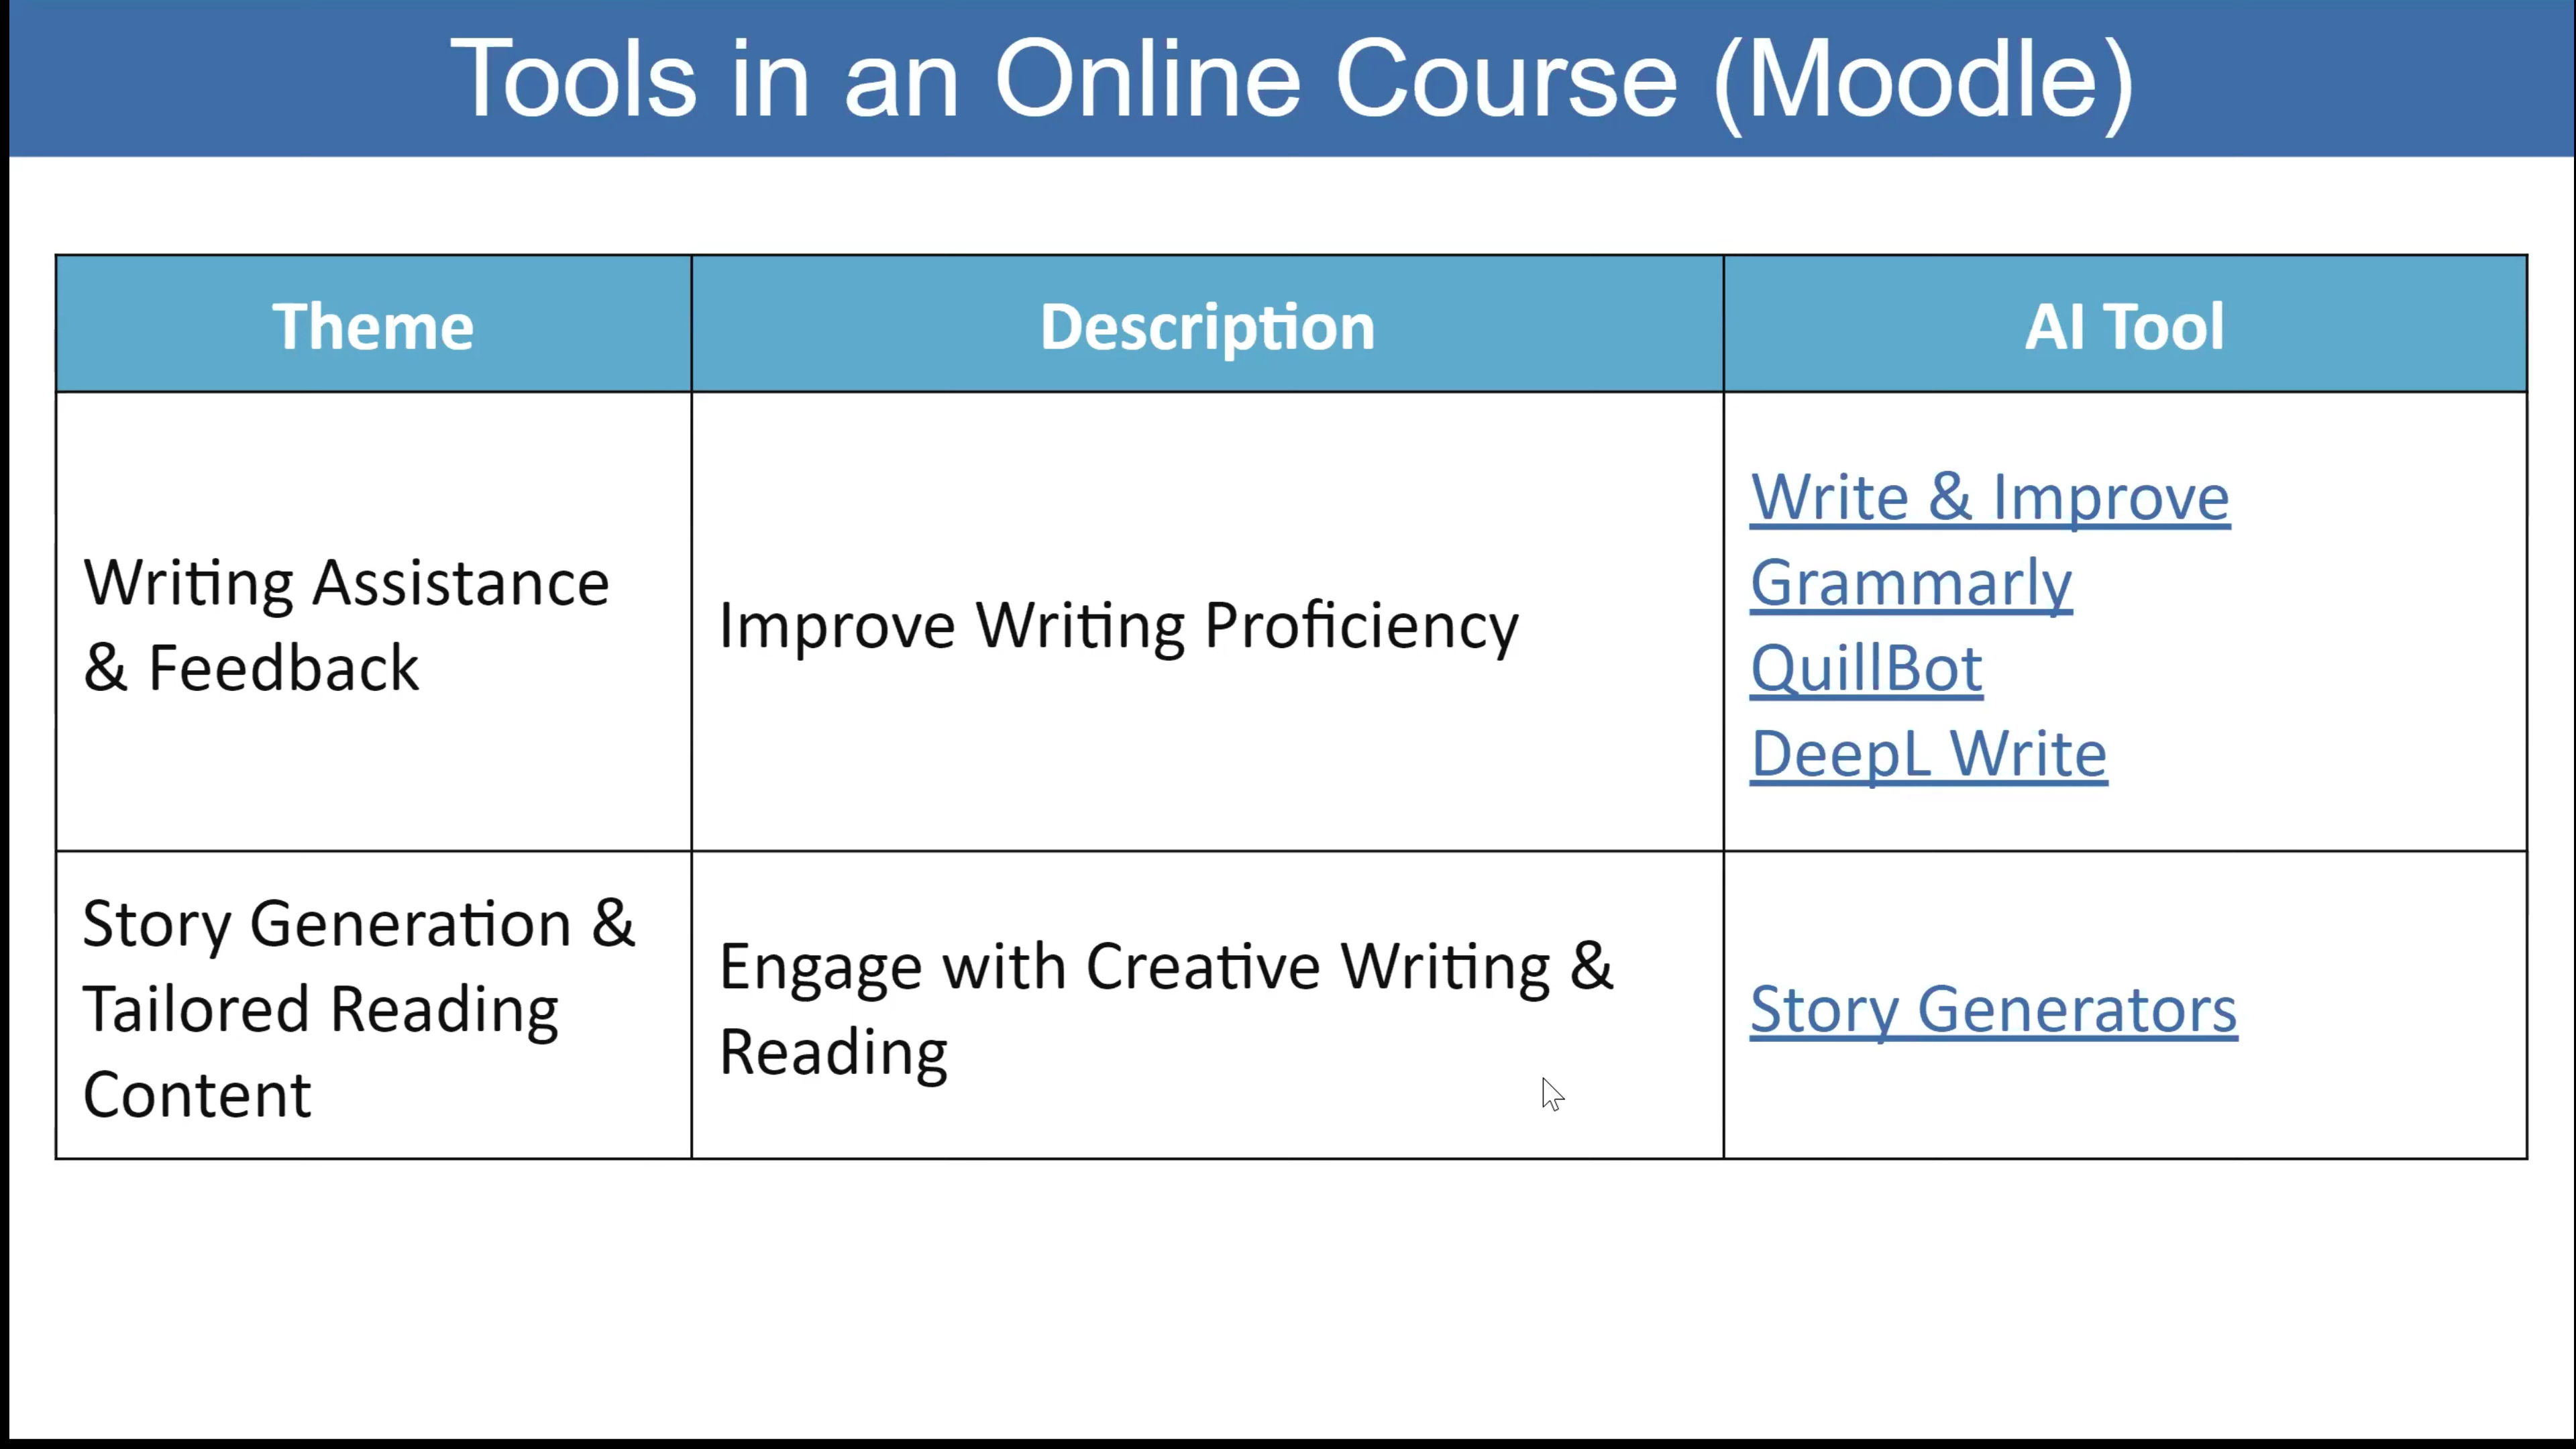 Tools in an Online Course (Moodle)
Theme
Description
AI Tool
Writing Assistance
& Feedback
Improve Writing Proficiency
Write & Improve
Grammarly
QuillBot
DeepL Write
Story Generation &
Tailored Reading
Content
Engage with Creative Writing &
Reading
Story Generators